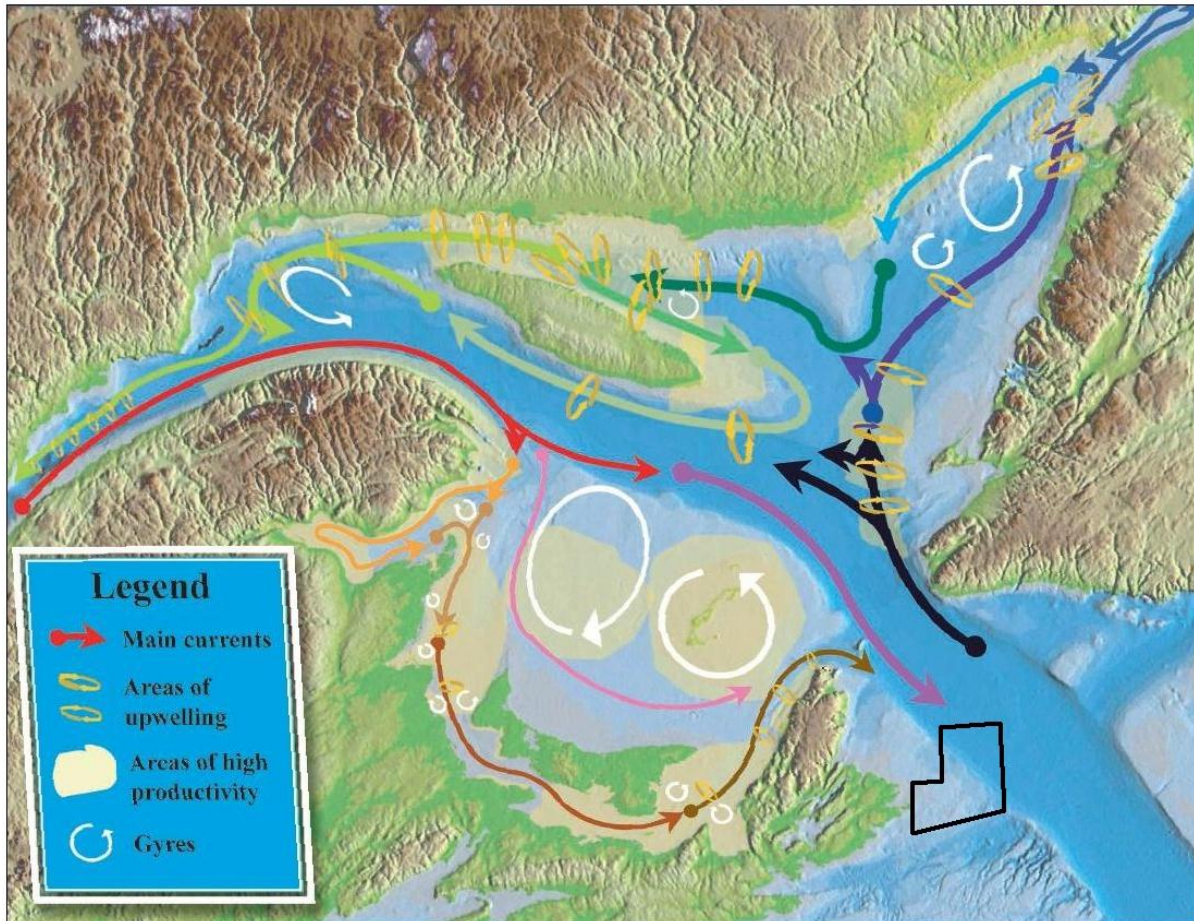 Legend
Main currents
Areas of
upwelling
Areas of high
productivity
Gyres